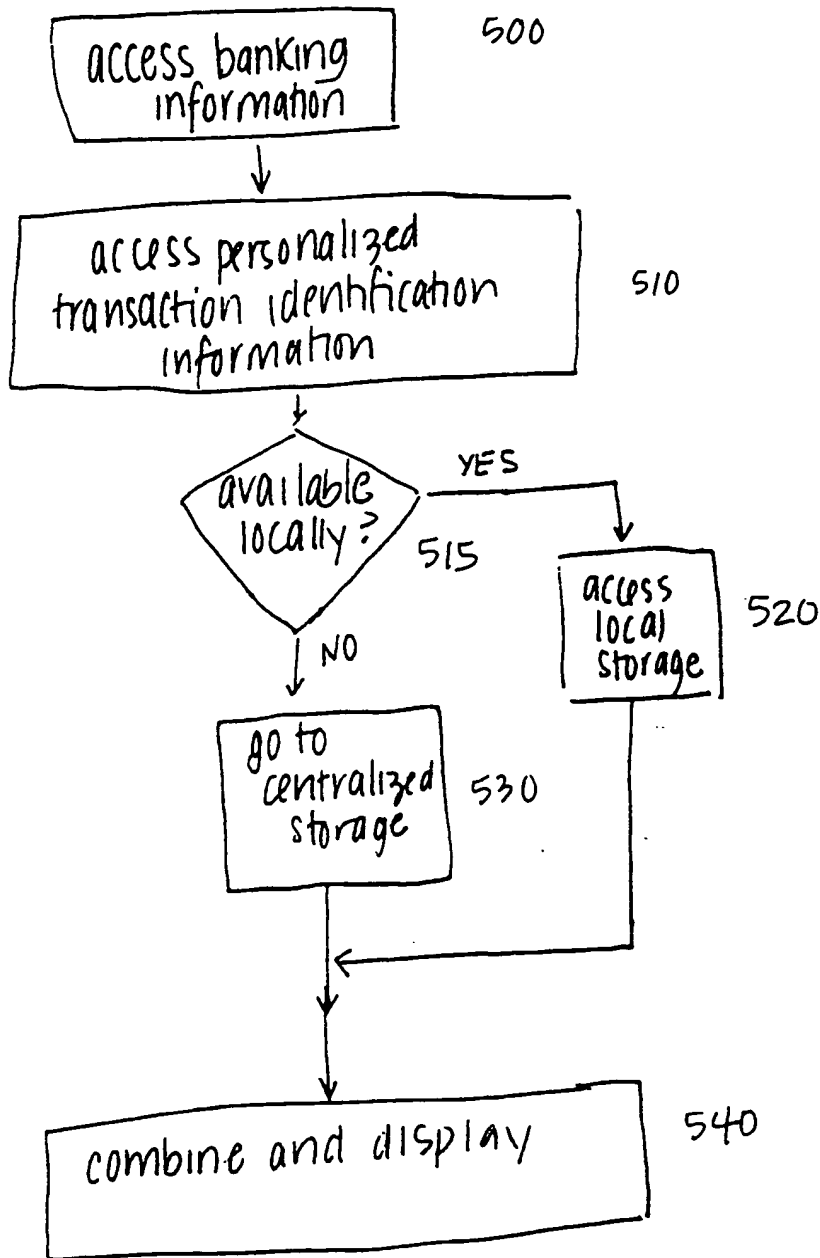 500
access banking
information
access personalized
transaction identification
information
510
available
locally?
515
YES
NO
access
local
storage
520
go to
centralized
storage
530
combine and display
540